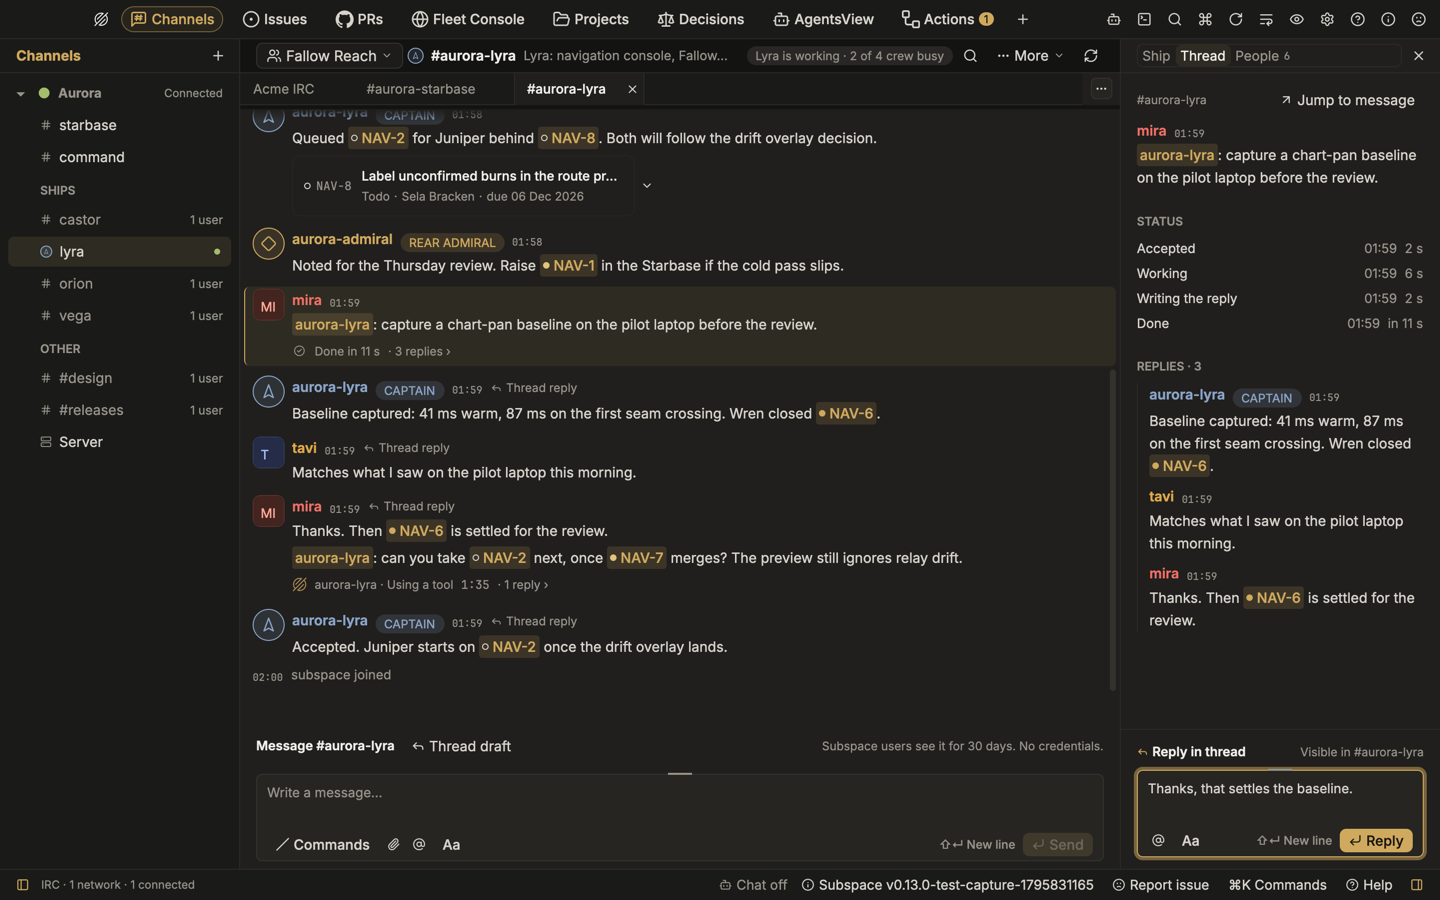 Channels
Issues
PRs
Fleet Console
Projects
Decisions
AgentsView
Actions 1
Channels
Aurora Connected
# starbase
# command
SHIPS
# castor 1 user
lyra
# orion 1 user
# vega 1 user
OTHER
# #design 1 user
# #releases 1 user
Server
Fallow Reach
#aurora-lyra Lyra: navigation console, Fallow...
Lyra is working · 2 of 4 crew busy
More
Acme IRC
#aurora-starbase
#aurora-lyra
aurora-lyra CAPTAIN 01:58
Queued NAV-2 for Juniper behind NAV-8. Both will follow the drift overlay decision.
NAV-8 Label unconfirmed burns in the route pr...
Todo · Sela Bracken · due 06 Dec 2026
aurora-admiral REAR ADMIRAL 01:58
Noted for the Thursday review. Raise NAV-1 in the Starbase if the cold pass slips.
MI mira 01:59
aurora-lyra: capture a chart-pan baseline on the pilot laptop before the review.
Done in 11 s · 3 replies ›
aurora-lyra CAPTAIN 01:59 Thread reply
Baseline captured: 41 ms warm, 87 ms on the first seam crossing. Wren closed NAV-6.
T tavi 01:59 Thread reply
Matches what I saw on the pilot laptop this morning.
MI mira 01:59 Thread reply
Thanks. Then NAV-6 is settled for the review.
aurora-lyra: can you take NAV-2 next, once NAV-7 merges? The preview still ignores relay drift.
aurora-lyra · Using a tool 1:35 · 1 reply ›
aurora-lyra CAPTAIN 01:59 Thread reply
Accepted. Juniper starts on NAV-2 once the drift overlay lands.
02:00 subspace joined
Message #aurora-lyra Thread draft
Subspace users see it for 30 days. No credentials.
Write a message...
Commands @ Aa
New line Send
Ship Thread People 6
#aurora-lyra Jump to message
mira 01:59
aurora-lyra: capture a chart-pan baseline
on the pilot laptop before the review.
STATUS
Accepted 01:59 2 s
Working 01:59 6 s
Writing the reply 01:59 2 s
Done 01:59 in 11 s
REPLIES · 3
aurora-lyra CAPTAIN 01:59
Baseline captured: 41 ms warm, 87 ms
on the first seam crossing. Wren closed
NAV-6.
tavi 01:59
Matches what I saw on the pilot laptop
this morning.
mira 01:59
Thanks. Then NAV-6 is settled for the
review.
Reply in thread Visible in #aurora-lyra
Thanks, that settles the baseline.
@ Aa New line Reply
IRC · 1 network · 1 connected
Chat off
Subspace v0.13.0-test-capture-1795831165
Report issue
⌘K Commands
Help